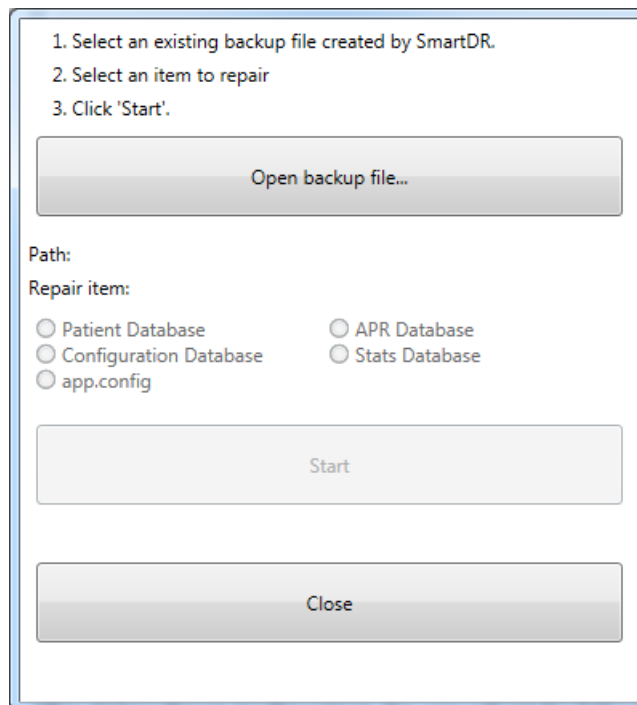 1. Select an existing backup file created by SmartDR.
2. Select an item to repair
3. Click 'Start'.
Open backup file...
Path:
Repair item:
Patient Database
APR Database
Configuration Database
Stats Database
app.config
Start
Close